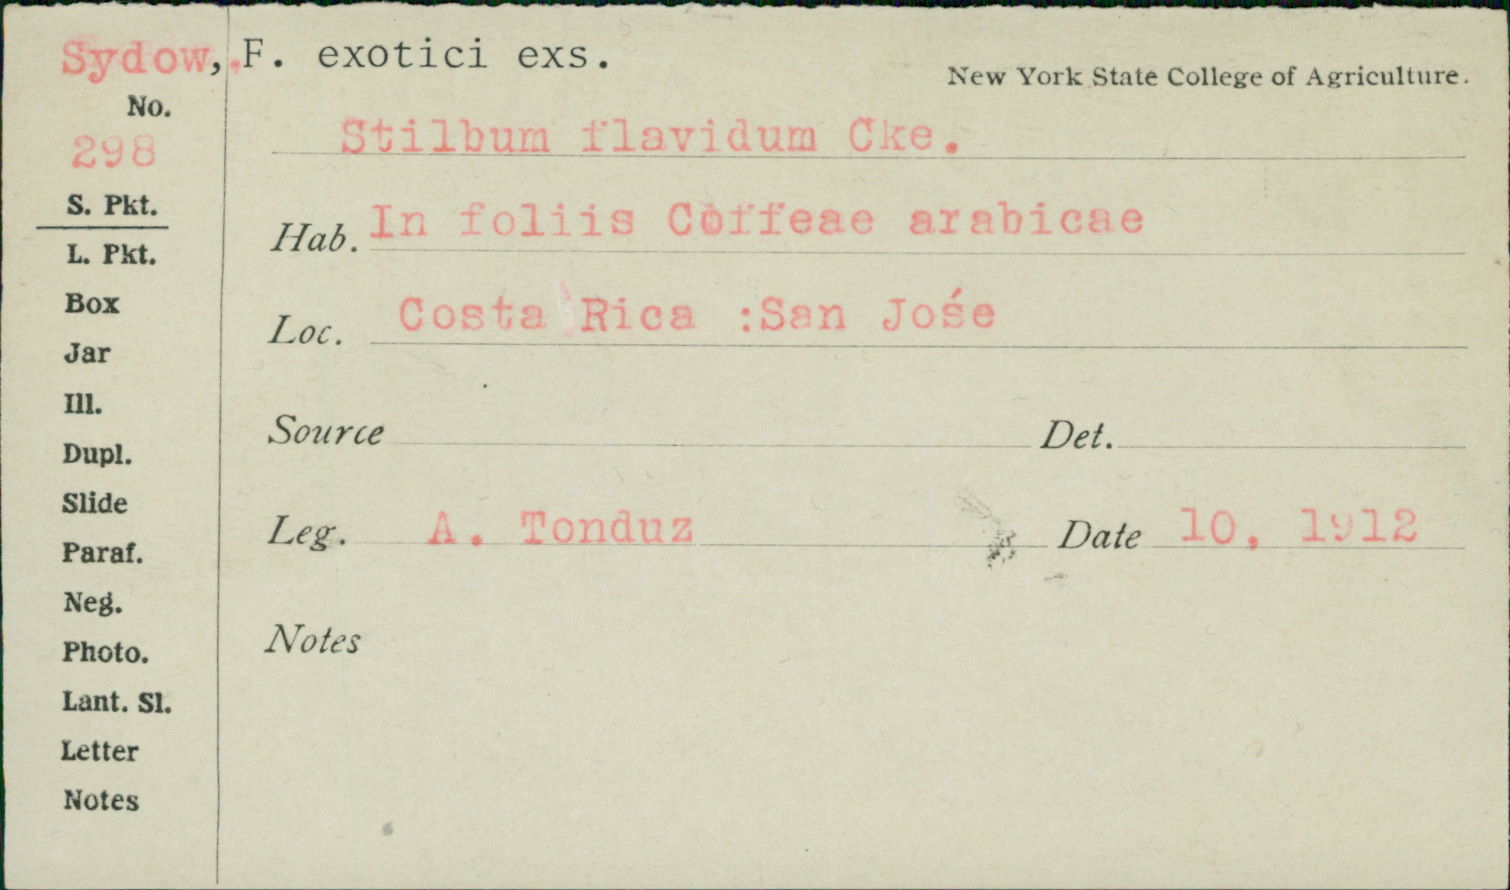 Sydow, F. exotici exs.
New York State College of Agriculture.
No.
298
Stilbum flavidum Cke.
S. Pkt.
Hab. In foliis Coffeae arabicae
L. Pkt.
Box
Loc. Costa Rica :San Jośe
Jar
Ill.
Source Det.
Dupl.
Slide
Leg. A. Tonduz Date 10, 1912
Paraf.
Neg.
Notes
Photo.
Lant. Sl.
Letter
Notes